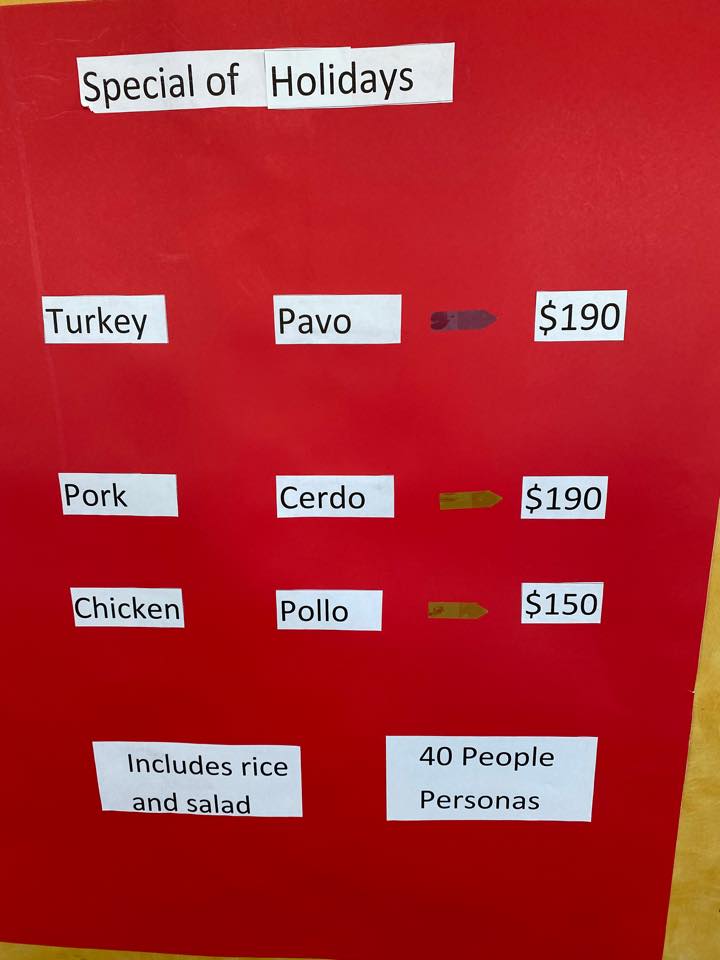 Special of Holidays
Turkey Pavo $190
Pork Cerdo $190
Chicken Pollo $150
Includes rice
and salad
40 People
Personas